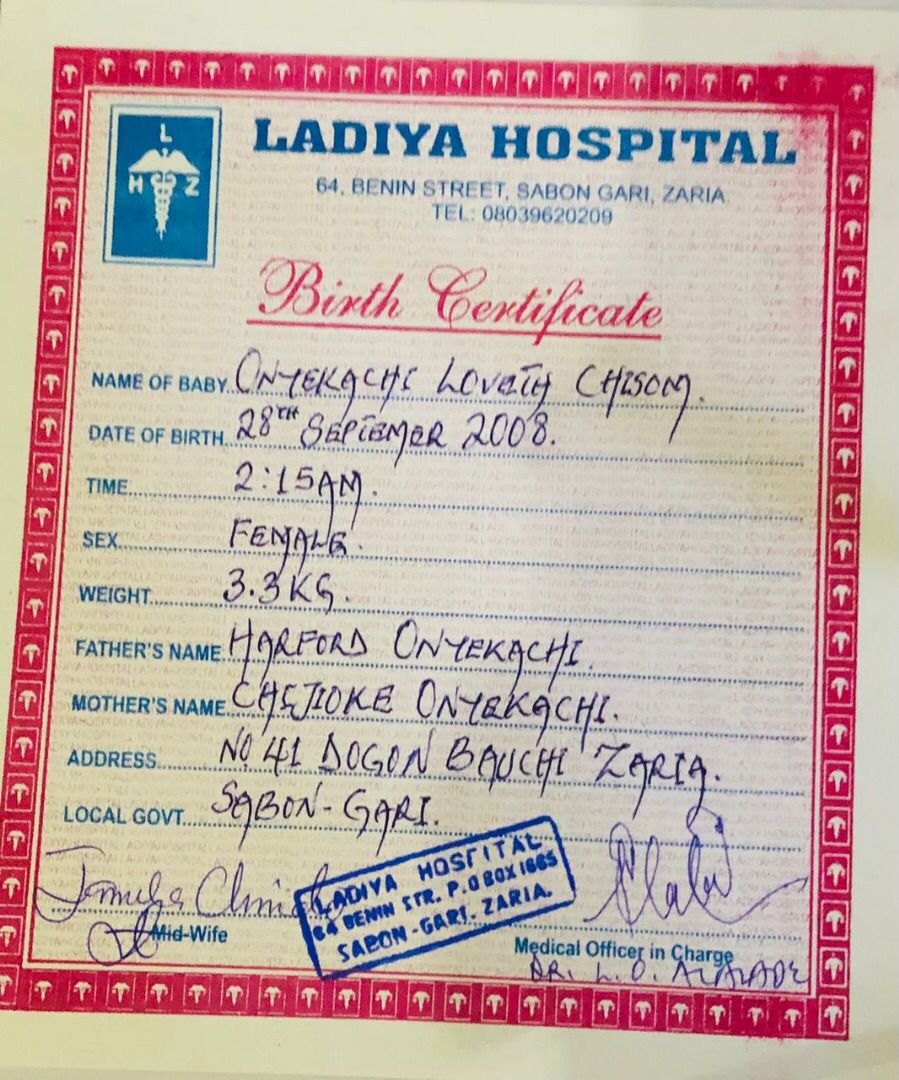 L
H Z
LADIYA HOSPITAL
64, BENIN STREET, SABON GARI, ZARIA.
TEL: 08039620209
Birth Certificate
NAME OF BABY ONYEKACHI LOVETH CHISOM.
DATE OF BIRTH 28TH SEPTEMER 2008.
TIME 2:15AM.
SEX FEMALE.
WEIGHT 3.3KG.
FATHER'S NAME HARFORD ONYEKACHI.
MOTHER'S NAME CHEJIOKE ONYEKACHI.
ADDRESS NO 41 DOGON BAUCHI ZARIA.
LOCAL GOVT. SABON-GARI.
LADIYA HOSPITAL
64 BENIN STR. P.O BOX 1665
SABON-GARI. ZARIA.
Mid-Wife
Medical Officer in Charge
DR. L.O. ALALADE